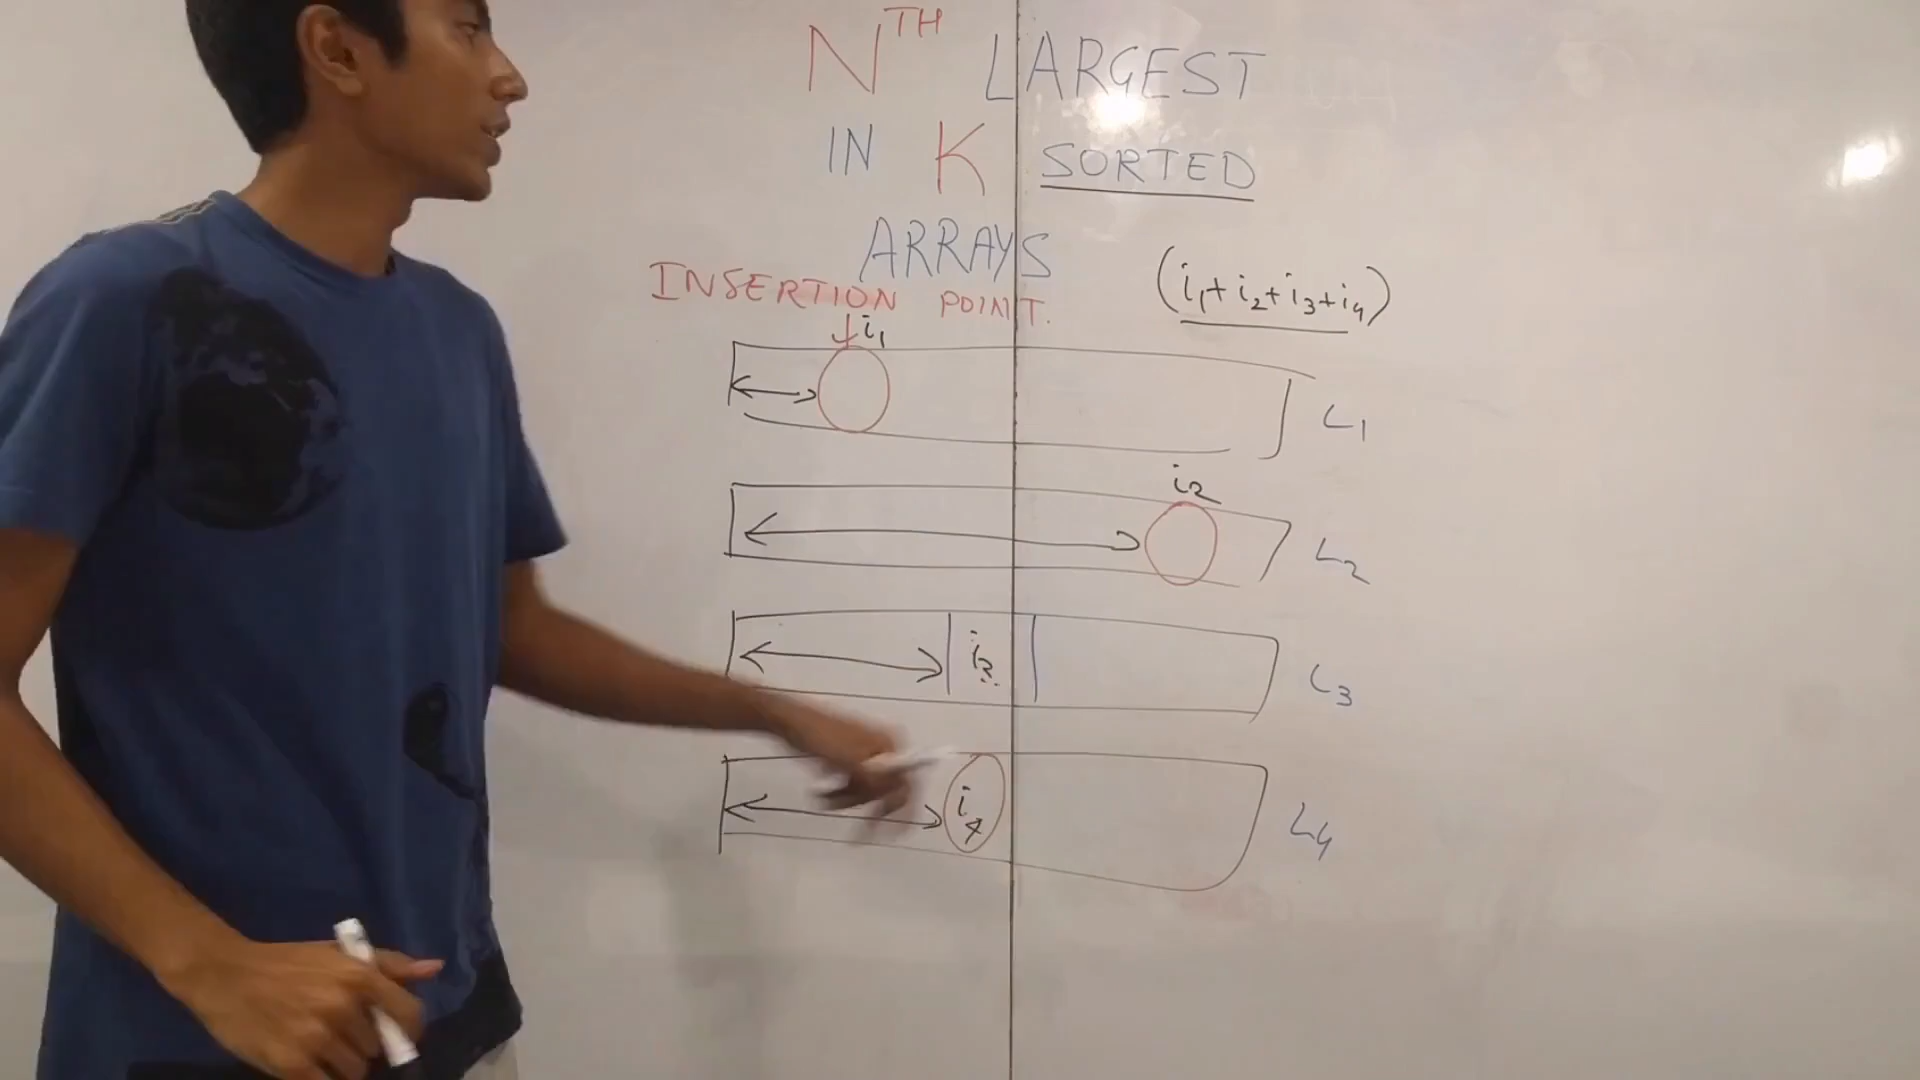 NTH LARGEST
IN K SORTED
ARRAYS
INSERTION POINT.
(i1+i2+i3+i4)
i1
L1
i2
L2
i3
L3
i4
L4